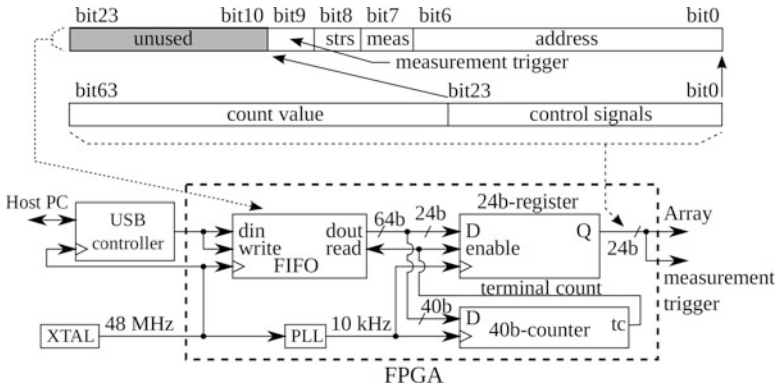 bit23 bit10 bit9 bit8 bit7 bit6 bit0
unused strs meas address
measurement trigger
bit63 bit23 bit0
count value control signals
Host PC
USB
controller
din dout
write read
FIFO
64b 24b
24b-register
D Q
enable
24b
Array
measurement
trigger
terminal count
40b
D tc
40b-counter
XTAL 48 MHz PLL 10 kHz
FPGA